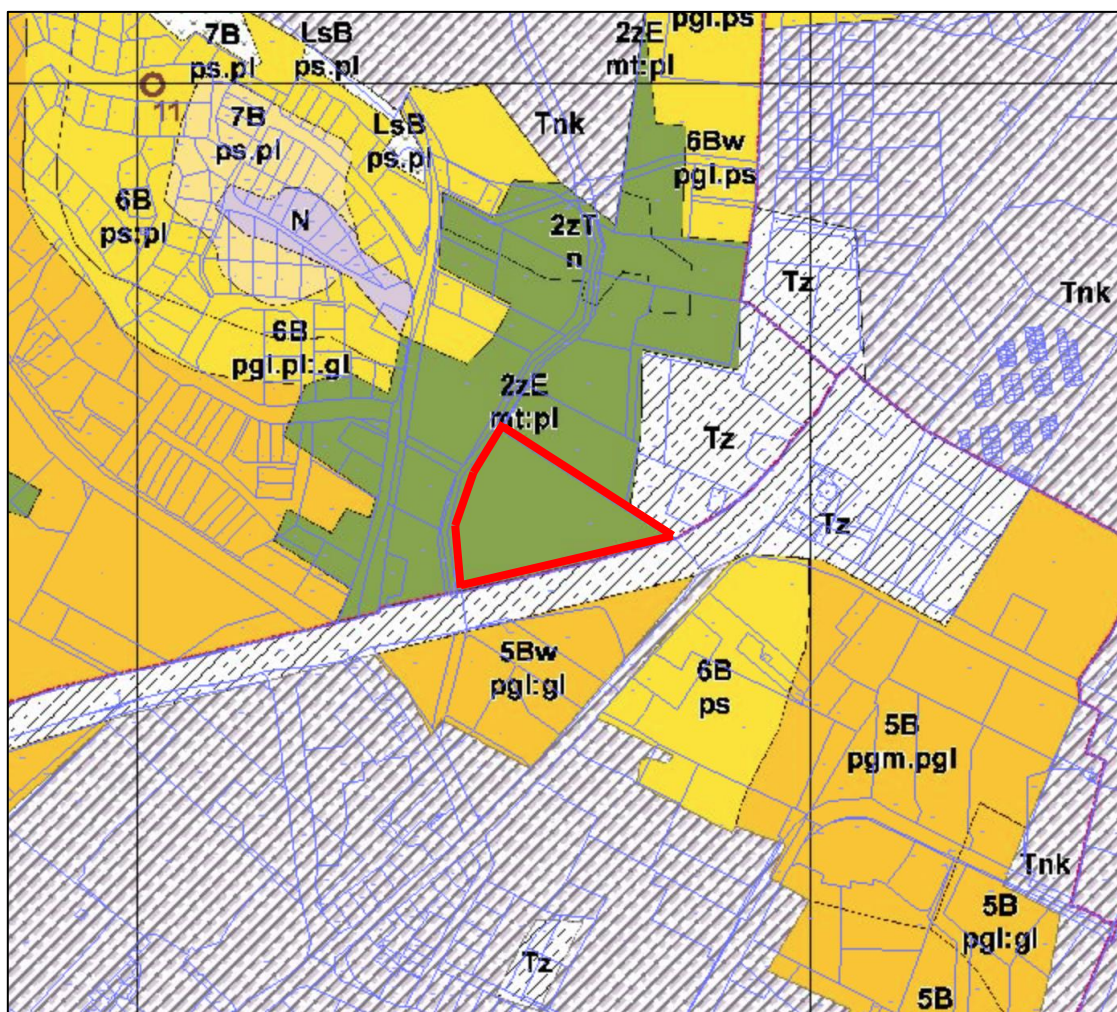 7B
ps.pl
LsB
ps.pl
2zE
mt:pl
pgl.ps
11
7B
ps.pl
LsB
ps.pl
Tnk
6Bw
pgl.ps
6B
ps:pl
N
2zT
n
Tz
Tnk
6B
pgl.pl:.gl
2zE
mt:pl
Tz
Tz
5Bw
pgl:gl
6B
ps
5B
pgm.pgl
Tnk
5B
pgl:gl
Tz
5B